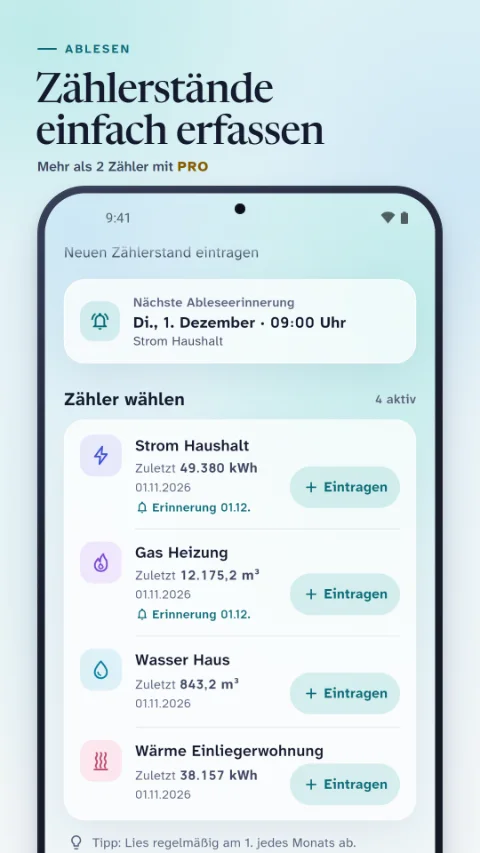 ABLESEN
Zählerstände
einfach erfassen
Mehr als 2 Zähler mit PRO
9:41
Neuen Zählerstand eintragen
Nächste Ableseerinnerung
Di., 1. Dezember · 09:00 Uhr
Strom Haushalt
Zähler wählen
4 aktiv
Strom Haushalt
Zuletzt 49.380 kWh
01.11.2026
Erinnerung 01.12.
+ Eintragen
Gas Heizung
Zuletzt 12.175,2 m³
01.11.2026
Erinnerung 01.12.
+ Eintragen
Wasser Haus
Zuletzt 843,2 m³
01.11.2026
+ Eintragen
Wärme Einliegerwohnung
Zuletzt 38.157 kWh
01.11.2026
+ Eintragen
Tipp: Lies regelmäßig am 1. jedes Monats ab.